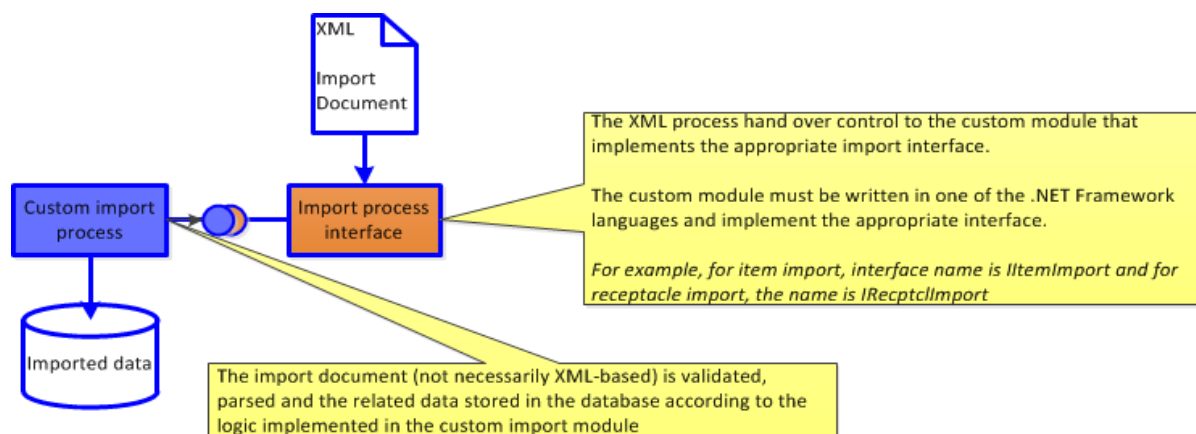 XML
Import
Document
The XML process hand over control to the custom module that
implements the appropriate import interface.
The custom module must be written in one of the .NET Framework
languages and implement the appropriate interface.
For example, for item import, interface name is IItemImport and for
receptacle import, the name is IRecptclImport
Custom import
process
Import process
interface
Imported data
The import document (not necessarily XML-based) is validated,
parsed and the related data stored in the database according to the
logic implemented in the custom import module